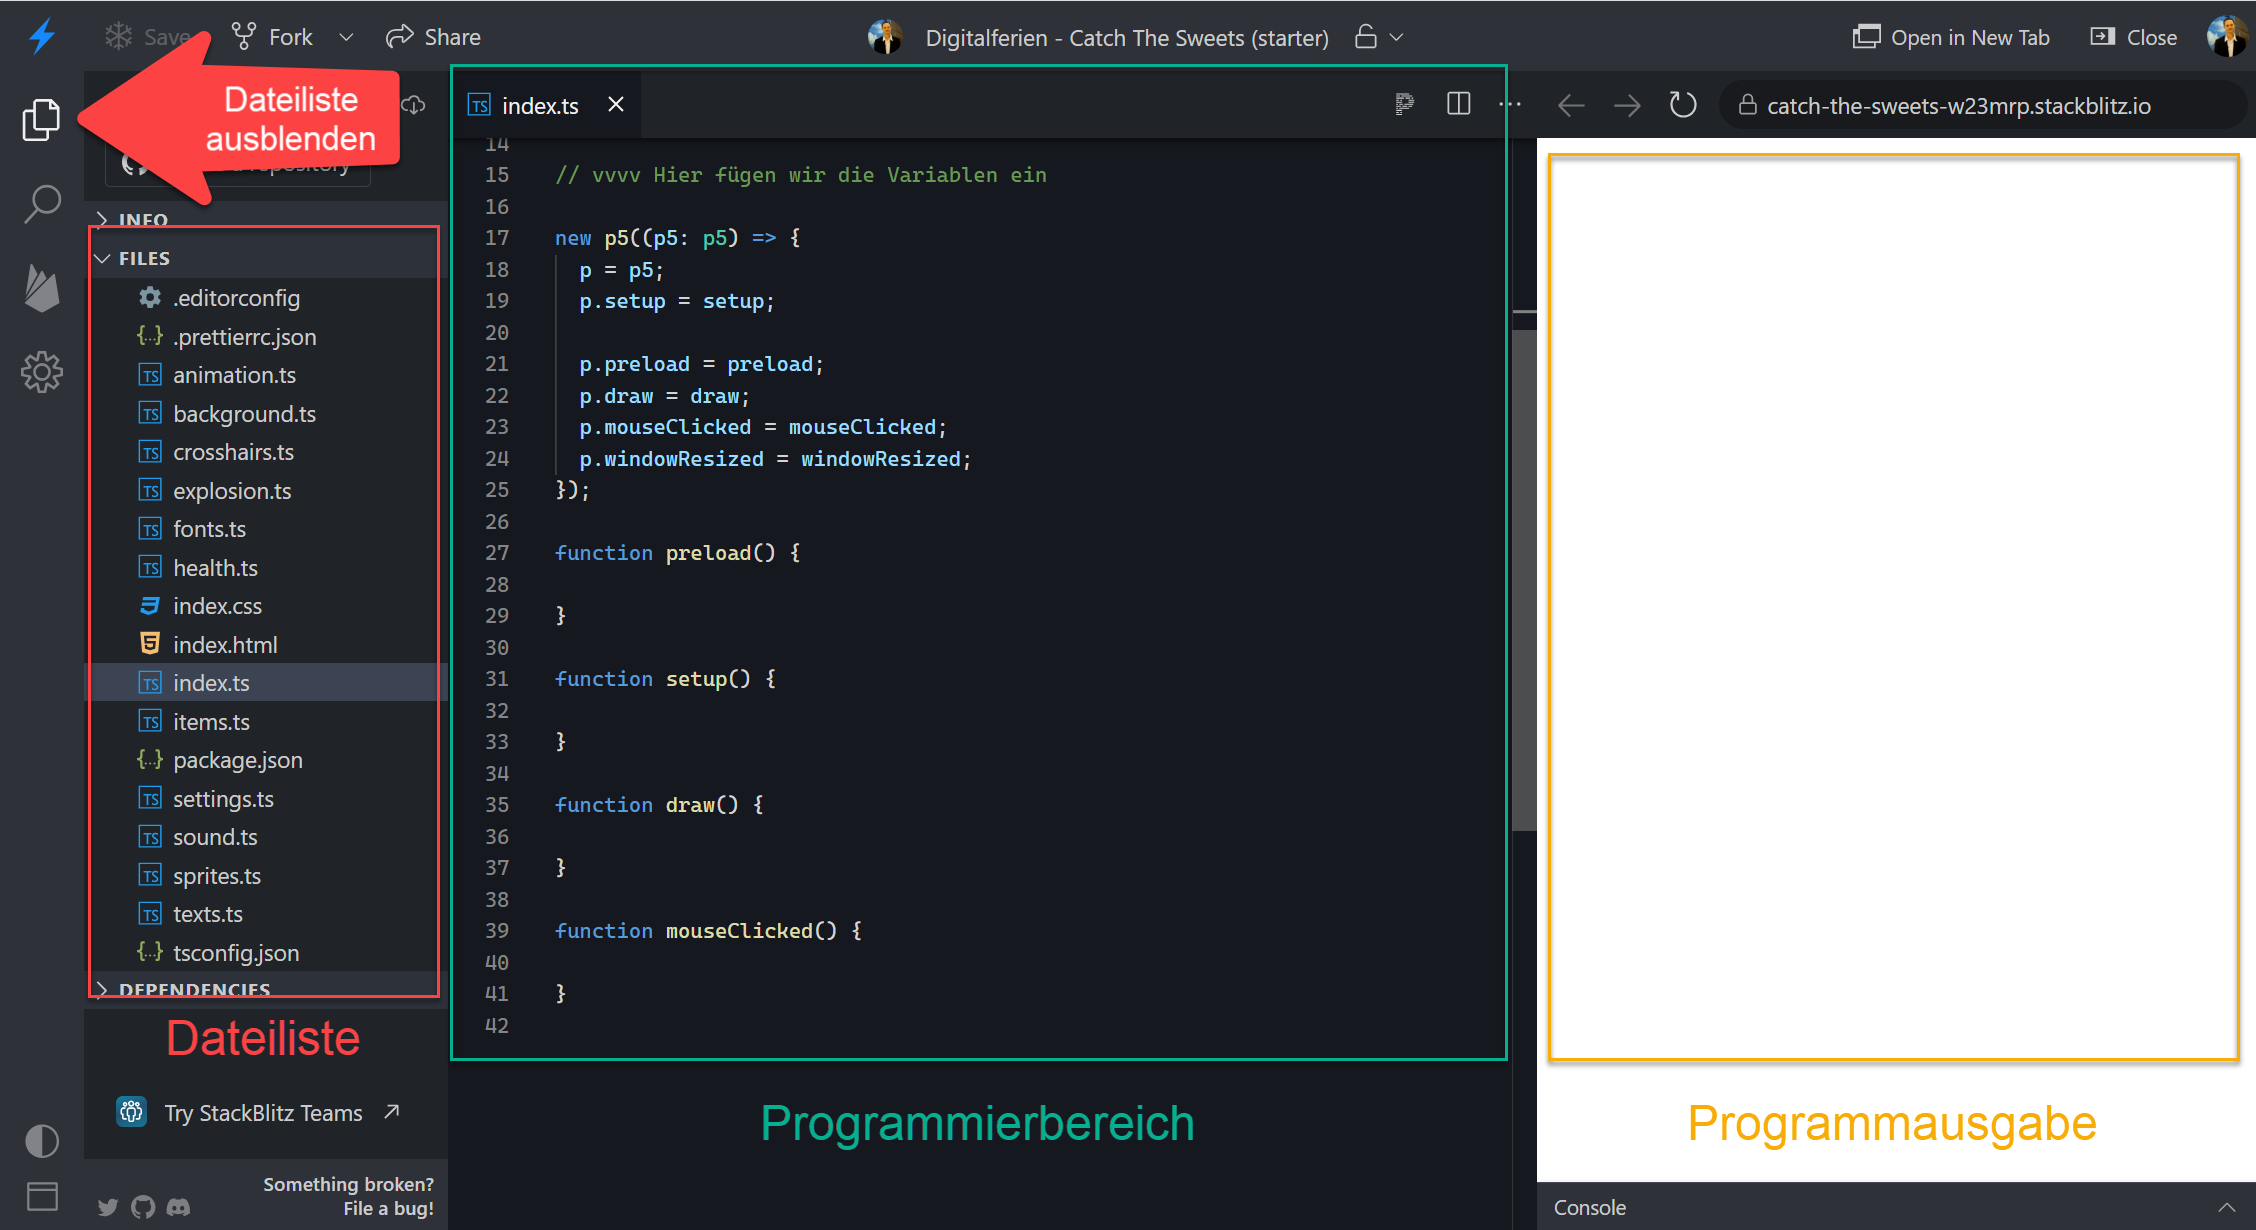 Save
Fork
Share
Digitalferien - Catch The Sweets (starter)
Open in New Tab
Close
Dateiliste
ausblenden
repository
INFO
FILES
.editorconfig
.prettierrc.json
animation.ts
background.ts
crosshairs.ts
explosion.ts
fonts.ts
health.ts
index.css
index.html
index.ts
items.ts
package.json
settings.ts
sound.ts
sprites.ts
texts.ts
tsconfig.json
DEPENDENCIES
Dateiliste
Try StackBlitz Teams
Something broken?
File a bug!
index.ts
14
15 // vvvv Hier fügen wir die Variablen ein
16
17 new p5((p5: p5) => {
18 p = p5;
19 p.setup = setup;
20
21 p.preload = preload;
22 p.draw = draw;
23 p.mouseClicked = mouseClicked;
24 p.windowResized = windowResized;
25 });
26
27 function preload() {
28
29 }
30
31 function setup() {
32
33 }
34
35 function draw() {
36
37 }
38
39 function mouseClicked() {
40
41 }
42
Programmierbereich
catch-the-sweets-w23mrp.stackblitz.io
Programmausgabe
Console